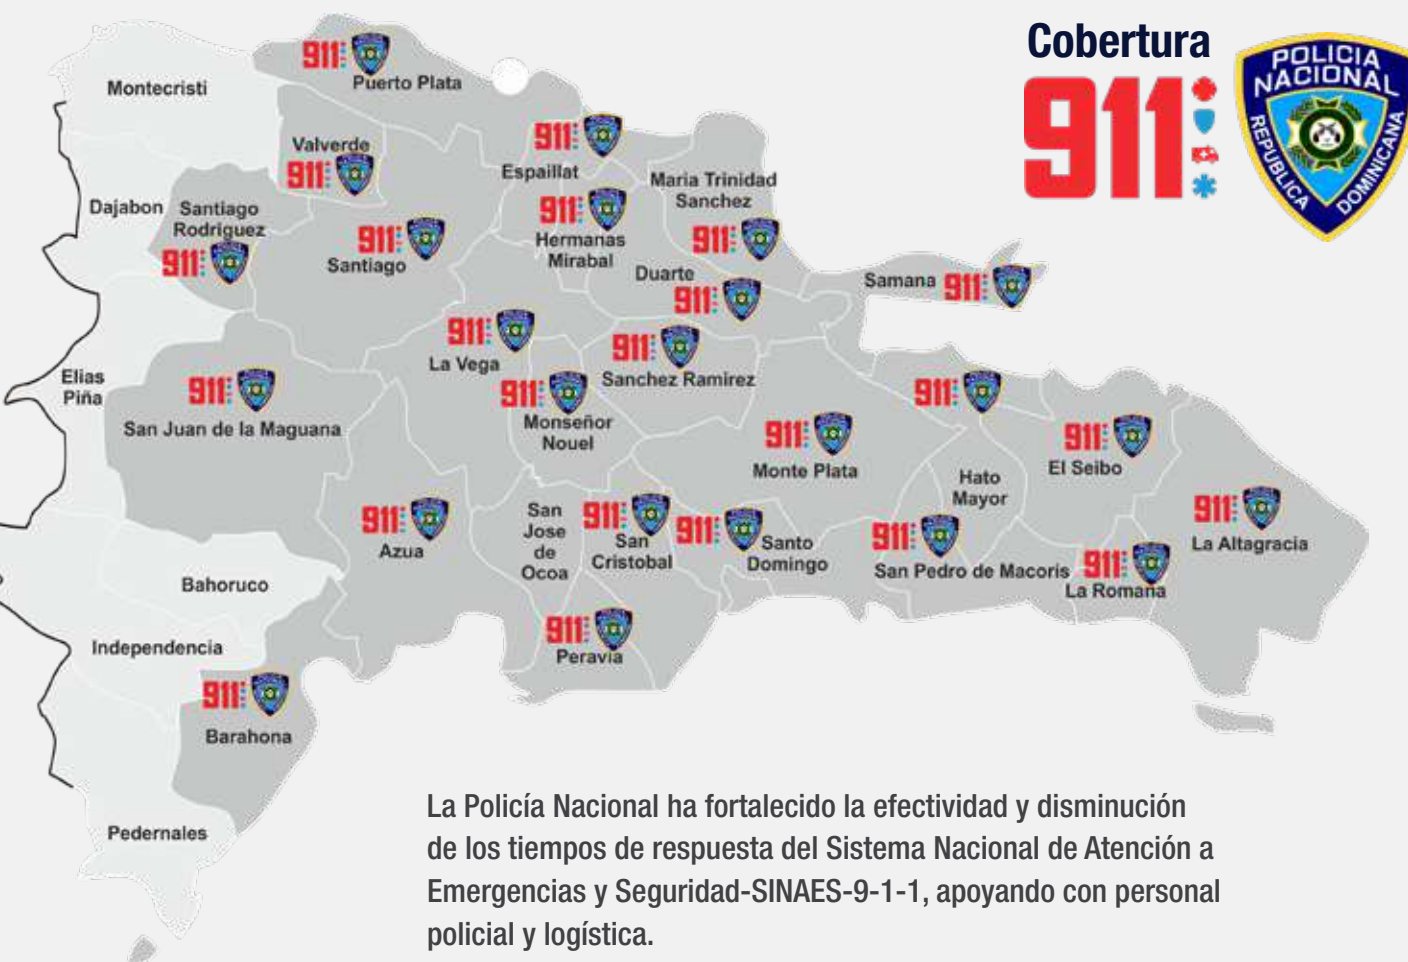 Cobertura
911
POLICIA
NACIONAL
REPUBLICA
DOMINICANA
911
Puerto Plata
Montecristi
Valverde
911
911
Espaillat
Maria Trinidad
Sanchez
911
Dajabon
Santiago
Rodriguez
911
911
Santiago
911
Hermanas
Mirabal
Duarte
911
Samana
911
911
La Vega
911
Sanchez Ramirez
Elias
Piña
911
San Juan de la Maguana
911
Monseñor
Nouel
911
Monte Plata
911
Hato
Mayor
911
El Seibo
911
La Altagracia
911
Azua
San
Jose
de
Ocoa
911
San
Cristobal
911
Santo
Domingo
911
San Pedro de Macoris
911
La Romana
Bahoruco
Independencia
911
Peravia
911
Barahona
Pedernales
La Policía Nacional ha fortalecido la efectividad y disminución
de los tiempos de respuesta del Sistema Nacional de Atención a
Emergencias y Seguridad-SINAES-9-1-1, apoyando con personal
policial y logística.